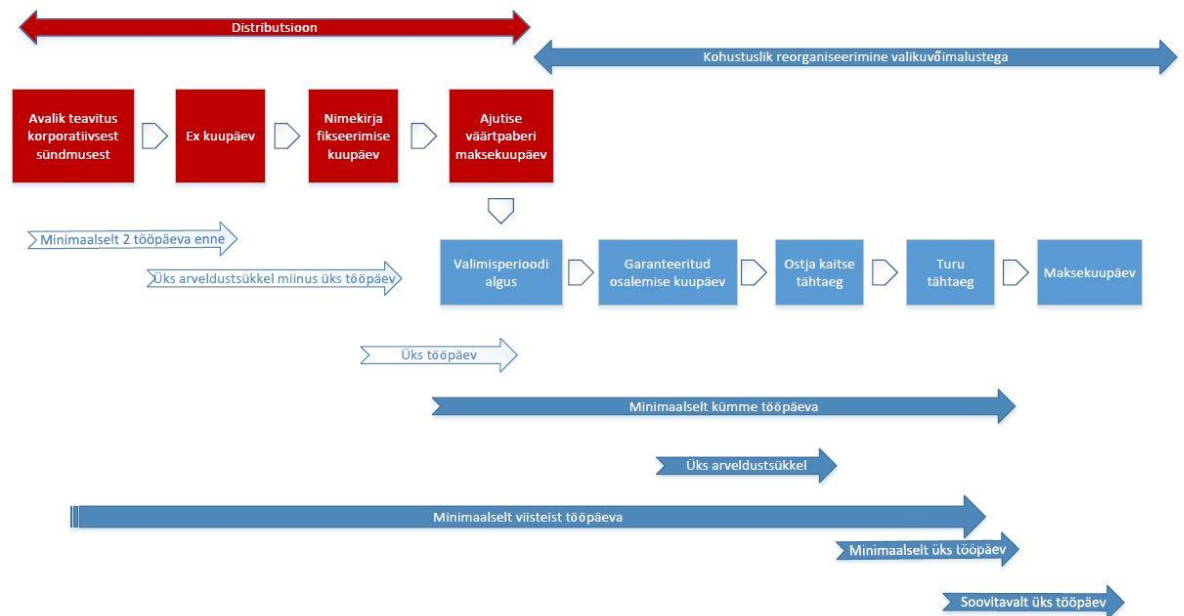 Distributsioon
Kohustuslik reorganiseerimine valikuvõimalustega
Avalik teavitus
korporatiivsest
sündmusest
Ex kuupäev
Nimekirja
fikseerimise
kuupäev
Ajutise
väärtpaberi
maksekuupäev
Minimaalselt 2 tööpäeva enne
Üks arveldustsükkel miinus üks tööpäev
Valimisperioodi
algus
Garanteeritud
osalemise kuupäev
Ostja kaitse
tähtaeg
Turu
tähtaeg
Maksekuupäev
Üks tööpäev
Minimaalselt kümme tööpäeva
Üks arveldustsükkel
Minimaalselt viisteist tööpäeva
Minimaalselt üks tööpäev
Soovitavalt üks tööpäev